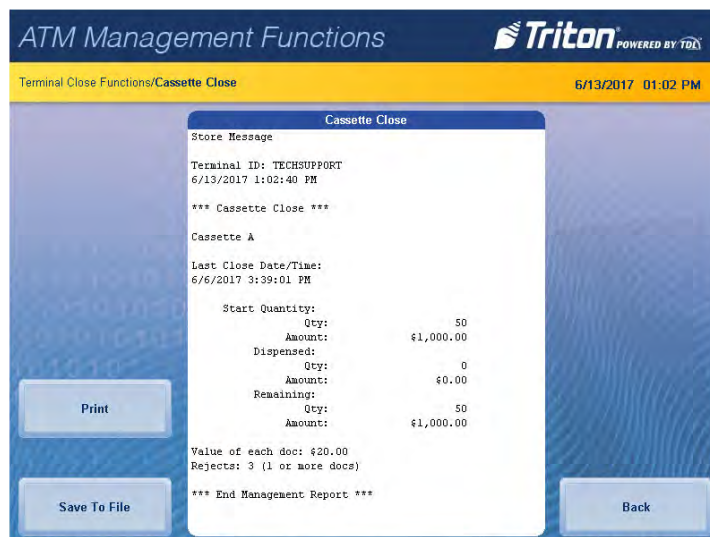 ATM Management Functions
Triton POWERED BY TDL
Terminal Close Functions/Cassette Close
6/13/2017 01:02 PM
Cassette Close
Store Message
Terminal ID: TECHSUPPORT
6/13/2017 1:02:40 PM
*** Cassette Close ***
Cassette A
Last Close Date/Time:
6/6/2017 3:39:01 PM
Start Quantity:
Qty: 50
Amount: $1,000.00
Dispensed:
Qty: 0
Amount: $0.00
Remaining:
Qty: 50
Amount: $1,000.00
Value of each doc: $20.00
Rejects: 3 (1 or more docs)
*** End Management Report ***
Print
Save To File
Back